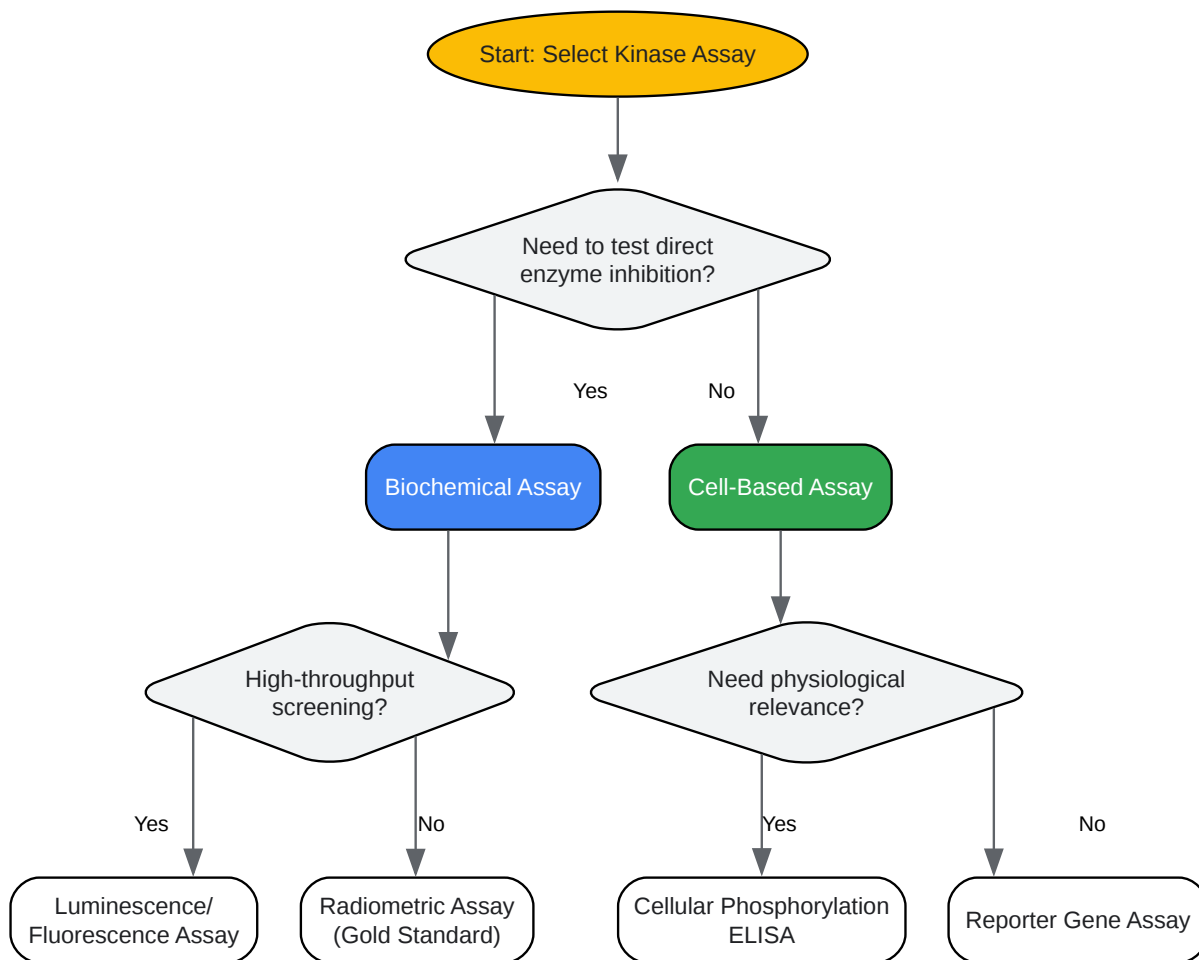 Start: Select Kinase Assay
Need to test direct
enzyme inhibition?
Yes
No
Biochemical Assay
Cell-Based Assay
High-throughput
screening?
Need physiological
relevance?
Yes
No
Yes
No
Luminescence/
Fluorescence Assay
Radiometric Assay
(Gold Standard)
Cellular Phosphorylation
ELISA
Reporter Gene Assay